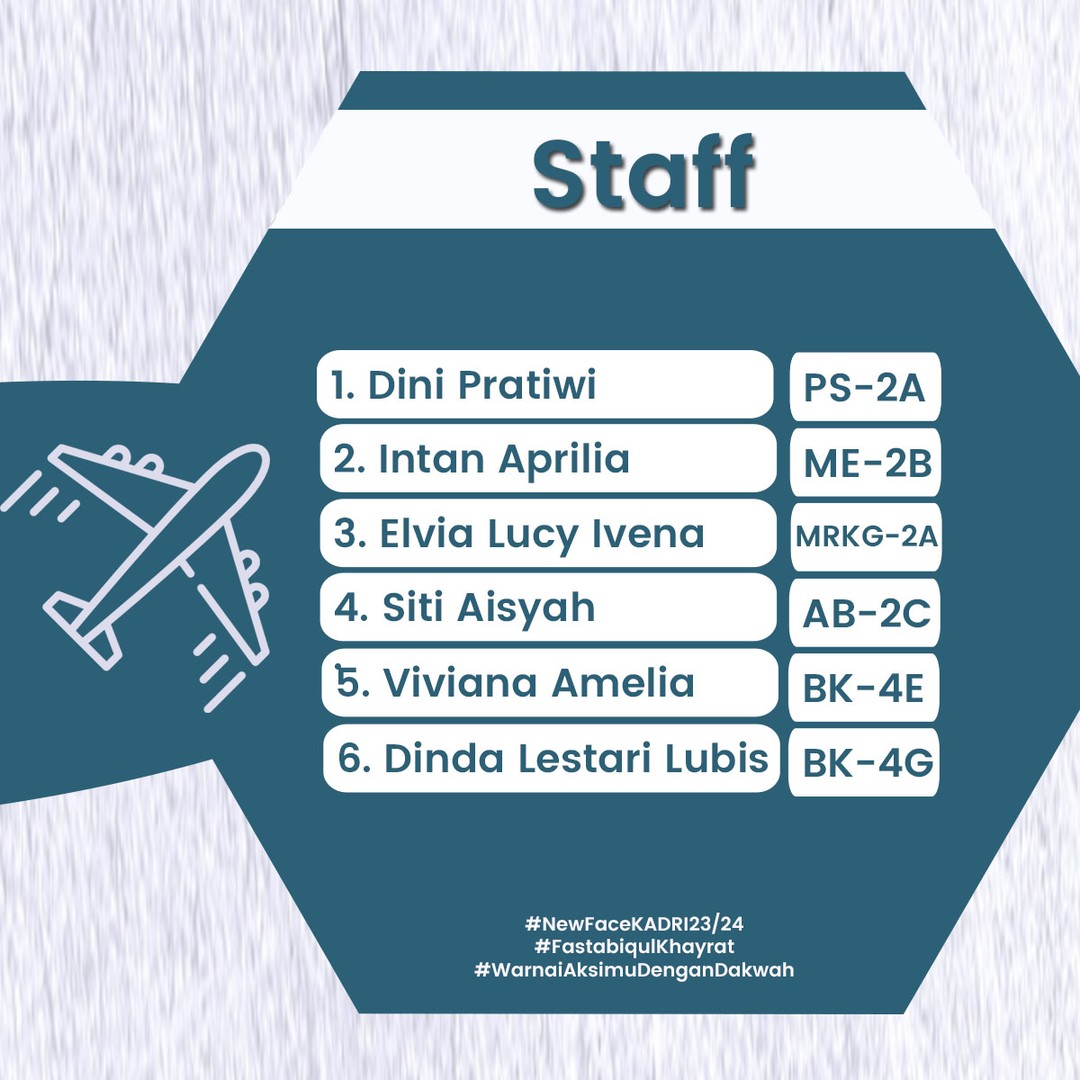 Staff
1. Dini Pratiwi PS-2A
2. Intan Aprilia ME-2B
3. Elvia Lucy Ivena MRKG-2A
4. Siti Aisyah AB-2C
5. Viviana Amelia BK-4E
6. Dinda Lestari Lubis BK-4G
#NewFaceKADRI23/24
#FastabiqulKhayrat
#WarnaiAksimuDenganDakwah